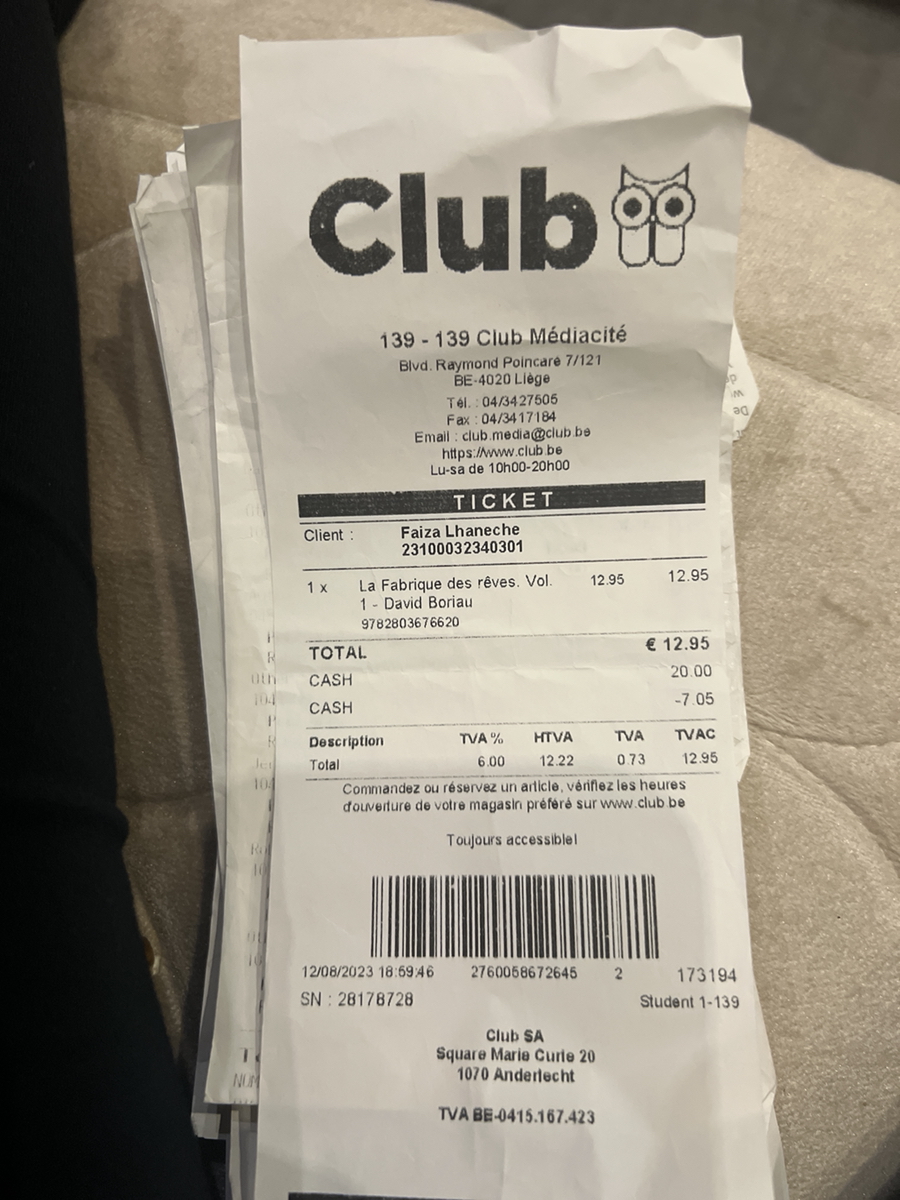 Club
139 - 139 Club Médiacité
Blvd. Raymond Poincaré 7/121
BE-4020 Liège
Tél. : 04/3427505
Fax : 04/3417184
Email : club.media@club.be
https://www.club.be
Lu-sa de 10h00-20h00
TICKET
Client : Faiza Lhaneche
23100032340301
1 x La Fabrique des rêves. Vol. 12.95 12.95
1 - David Boriau
9782803676620
TOTAL € 12.95
CASH 20.00
CASH -7.05
Description TVA % HTVA TVA TVAC
Total 6.00 12.22 0.73 12.95
Commandez ou réservez un article, vérifiez les heures
d'ouverture de votre magasin préféré sur www.club.be
Toujours accessible!
12/08/2023 18:59:46 2760058672645 2 173194
SN : 28178728 Student 1-139
Club SA
Square Marie Curie 20
1070 Anderlecht
TVA BE-0415.167.423